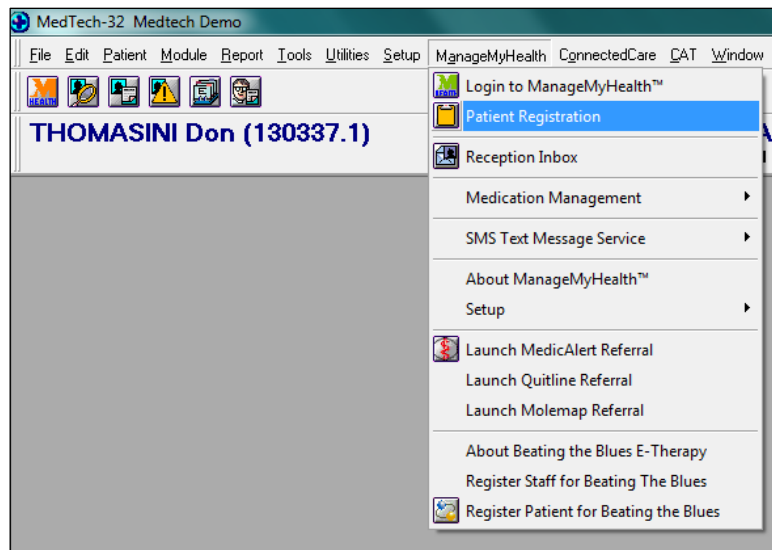 MedTech-32 Medtech Demo
File Edit Patient Module Report Tools Utilities Setup ManageMyHealth ConnectedCare CAT Window
THOMASINI Don (130337.1)
Login to ManageMyHealth™
Patient Registration
Reception Inbox
Medication Management
SMS Text Message Service
About ManageMyHealth™
Setup
Launch MedicAlert Referral
Launch Quitline Referral
Launch Molemap Referral
About Beating the Blues E-Therapy
Register Staff for Beating The Blues
Register Patient for Beating the Blues